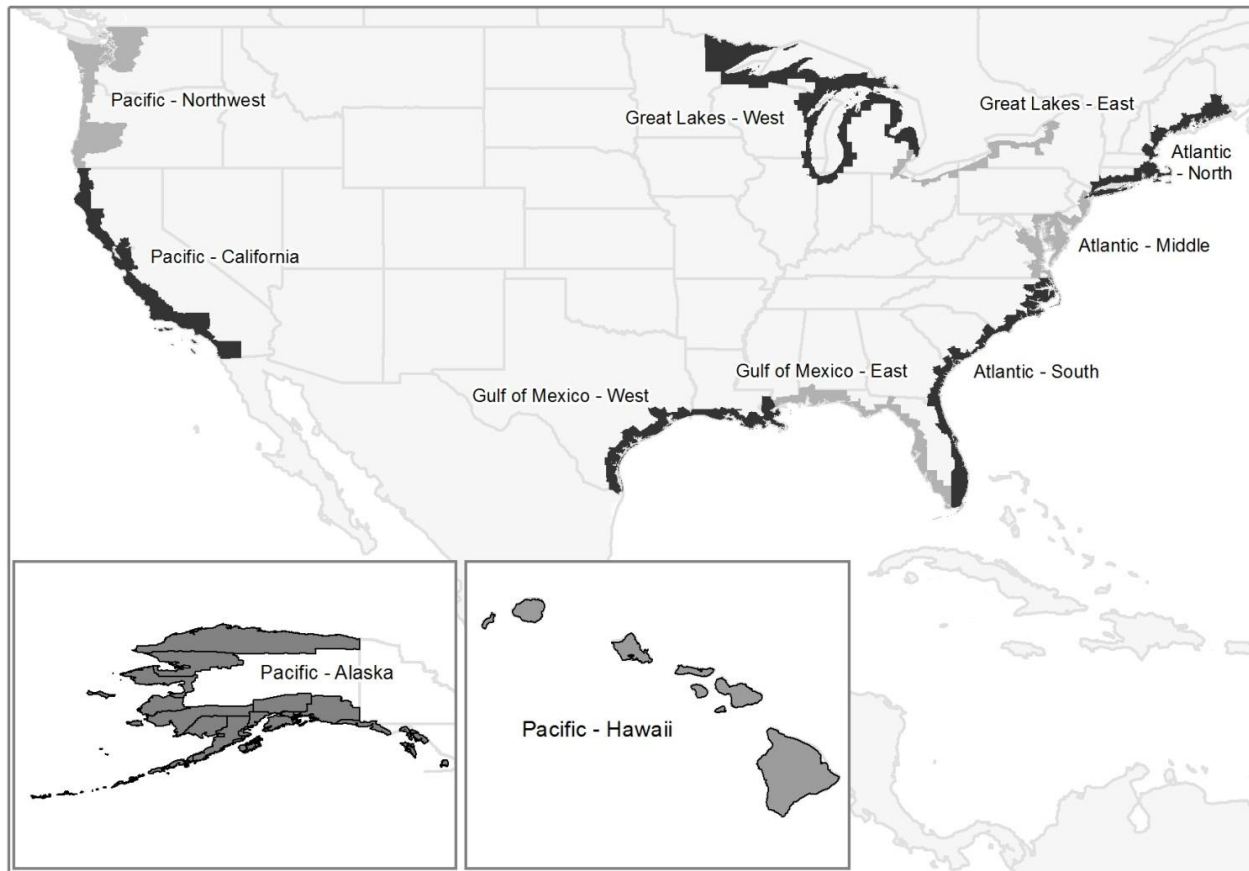 Pacific - Northwest
Great Lakes - East
Great Lakes - West
Atlantic
- North
Atlantic - Middle
Pacific - California
Gulf of Mexico - East
Atlantic - South
Gulf of Mexico - West
Pacific - Alaska
Pacific - Hawaii